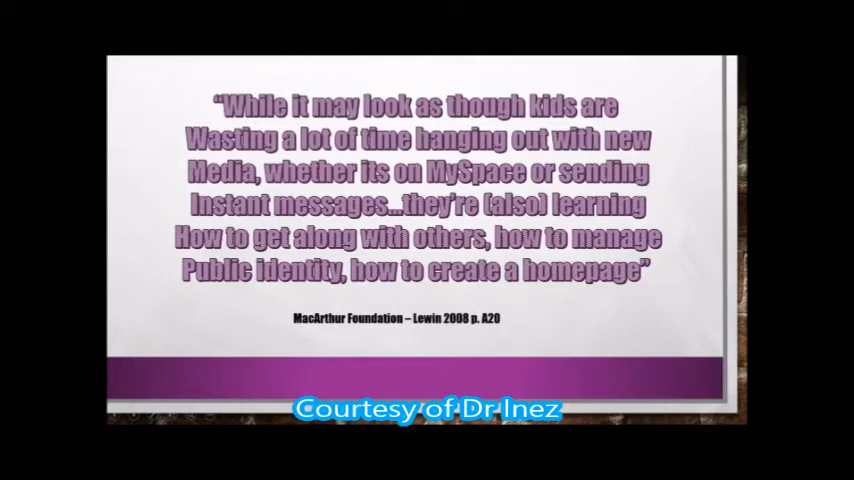 “While it may look as though kids are
Wasting a lot of time hanging out with new
Media, whether its on MySpace or sending
Instant messages...they're (also) learning
How to get along with others, how to manage
Public identity, how to create a homepage”
MacArthur Foundation – Lewin 2008 p. A20
Courtesy of Dr Inez